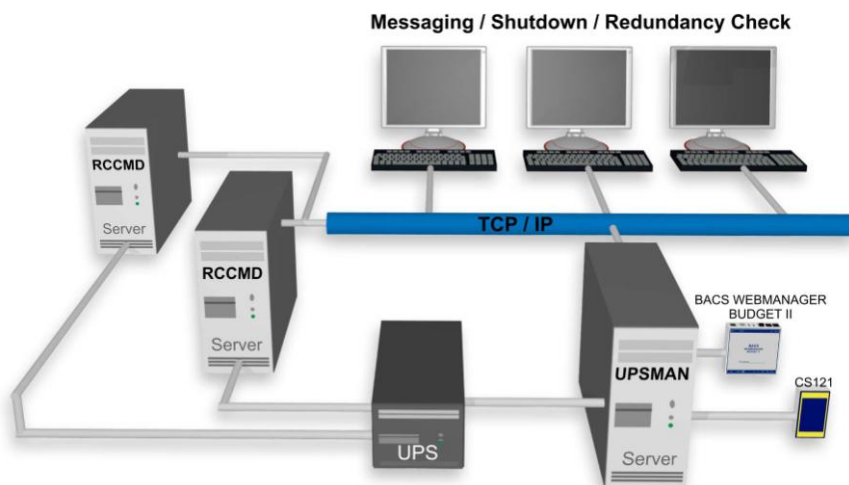 Messaging / Shutdown / Redundancy Check
RCCMD
Server
TCP / IP
RCCMD
Server
BACS WEBMANAGER
BUDGET II
UPSMAN
CS121
Server
UPS